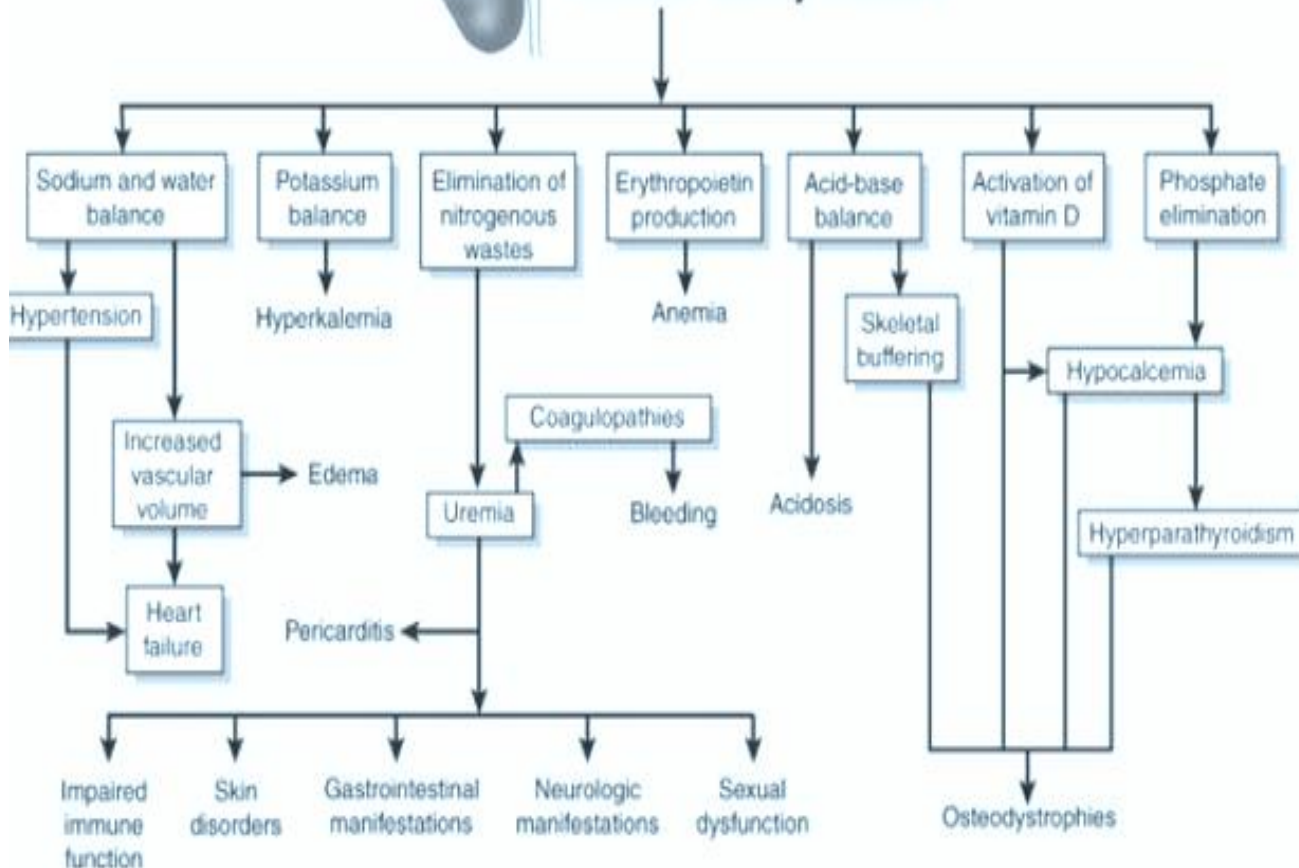 Sodium and water
balance
Potassium
balance
Elimination of
nitrogenous
wastes
Erythropoietin
production
Acid-base
balance
Activation of
vitamin D
Phosphate
elimination
Hypertension
Hyperkalemia
Anemia
Skeletal
buffering
Hypocalcemia
Coagulopathies
Increased
vascular
volume
Edema
Uremia
Bleeding
Acidosis
Hyperparathyroidism
Heart
failure
Pericarditis
Impaired
immune
function
Skin
disorders
Gastrointestinal
manifestations
Neurologic
manifestations
Sexual
dysfunction
Osteodystrophies